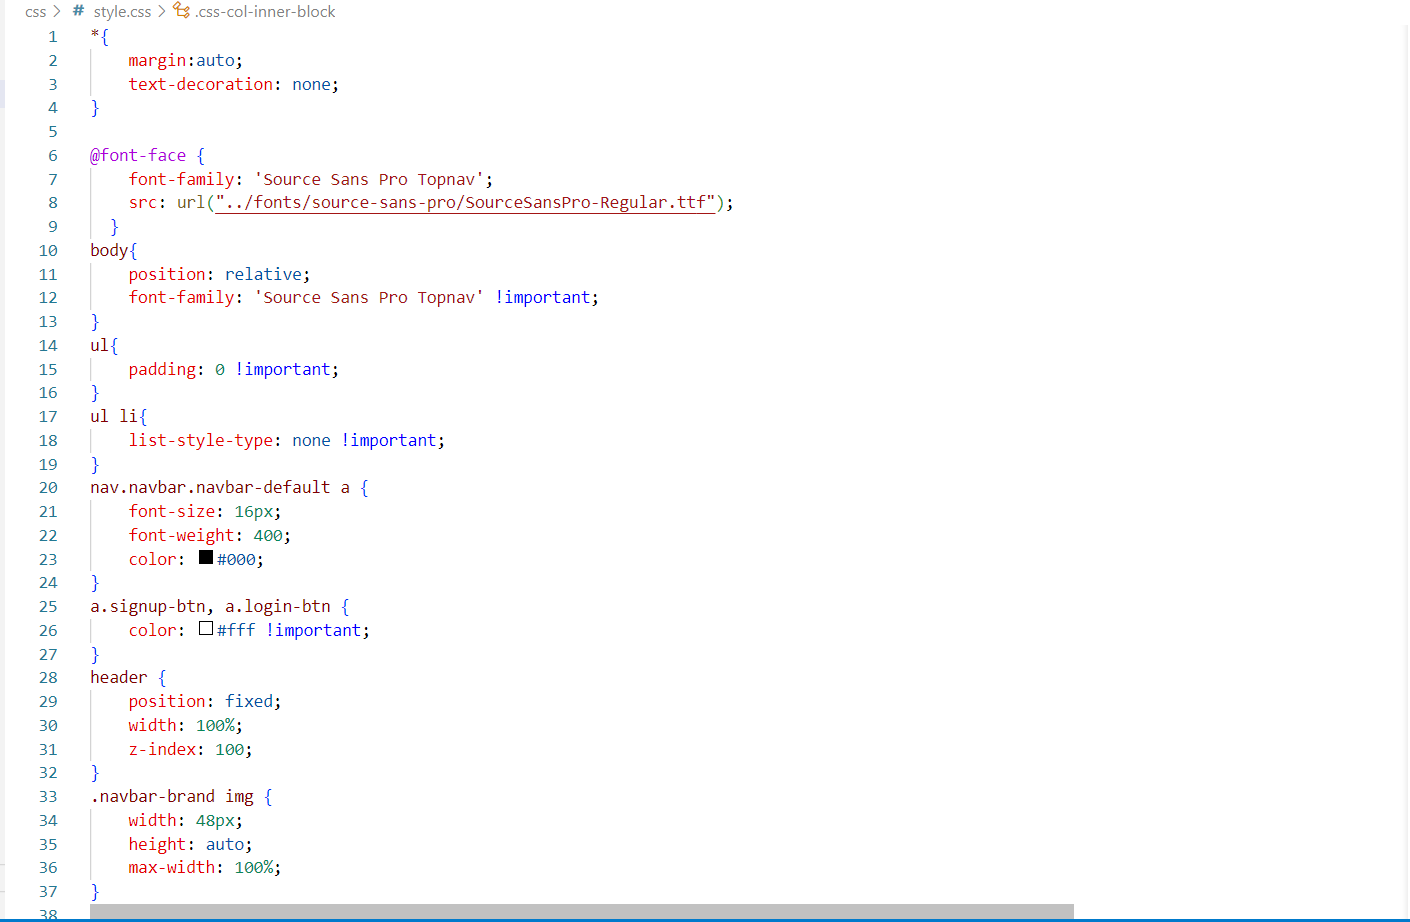 css > # style.css > .css-col-inner-block
1 *{
2 margin:auto;
3 text-decoration: none;
4 }
5
6 @font-face {
7 font-family: 'Source Sans Pro Topnav';
8 src: url("../fonts/source-sans-pro/SourceSansPro-Regular.ttf");
9 }
10 body{
11 position: relative;
12 font-family: 'Source Sans Pro Topnav' !important;
13 }
14 ul{
15 padding: 0 !important;
16 }
17 ul li{
18 list-style-type: none !important;
19 }
20 nav.navbar.navbar-default a {
21 font-size: 16px;
22 font-weight: 400;
23 color: #000;
24 }
25 a.signup-btn, a.login-btn {
26 color: #fff !important;
27 }
28 header {
29 position: fixed;
30 width: 100%;
31 z-index: 100;
32 }
33 .navbar-brand img {
34 width: 48px;
35 height: auto;
36 max-width: 100%;
37 }
38